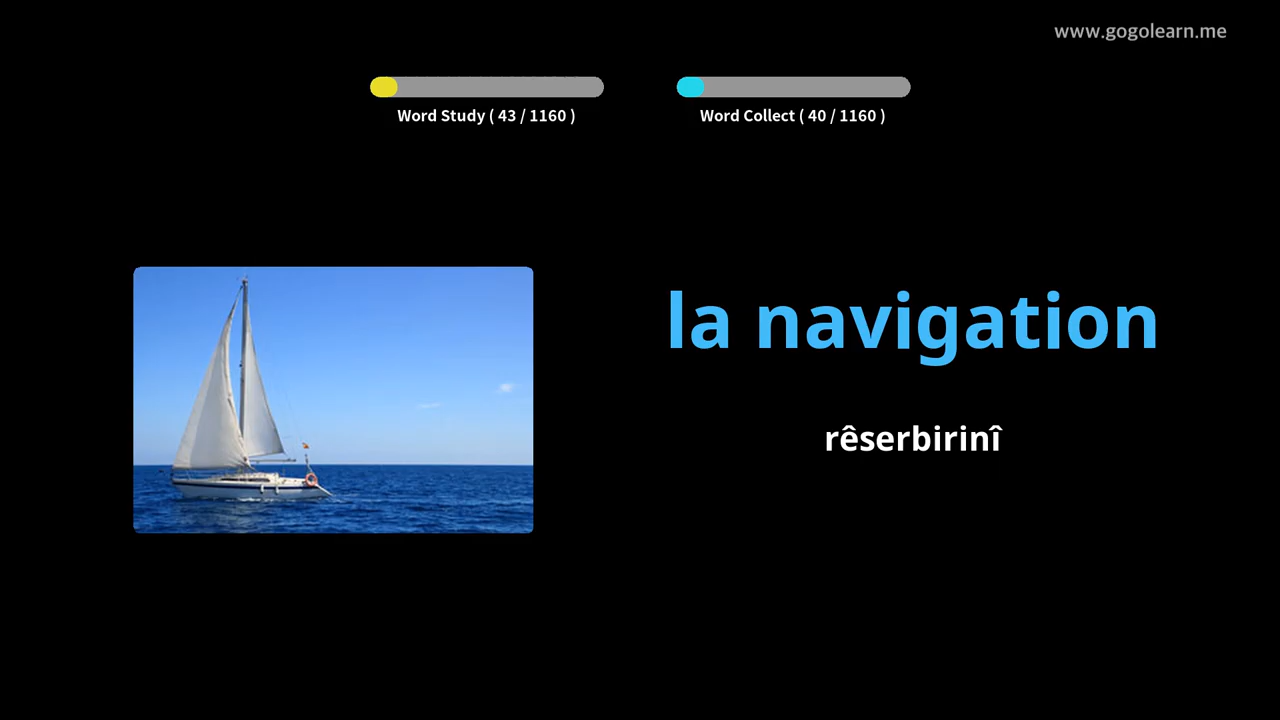 www.gogolearn.me
Word Study ( 43 / 1160 )
Word Collect ( 40 / 1160 )
la navigation
rêserbirinî